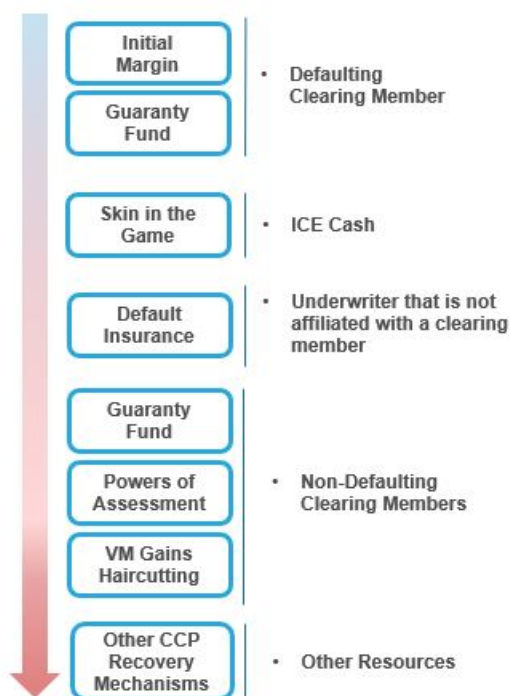 Initial
Margin
Guaranty
Fund
• Defaulting
Clearing Member
Skin in the
Game
• ICE Cash
Default
Insurance
• Underwriter that is not
affiliated with a clearing
member
Guaranty
Fund
Powers of
Assessment
VM Gains
Haircutting
• Non-Defaulting
Clearing Members
Other CCP
Recovery
Mechanisms
• Other Resources